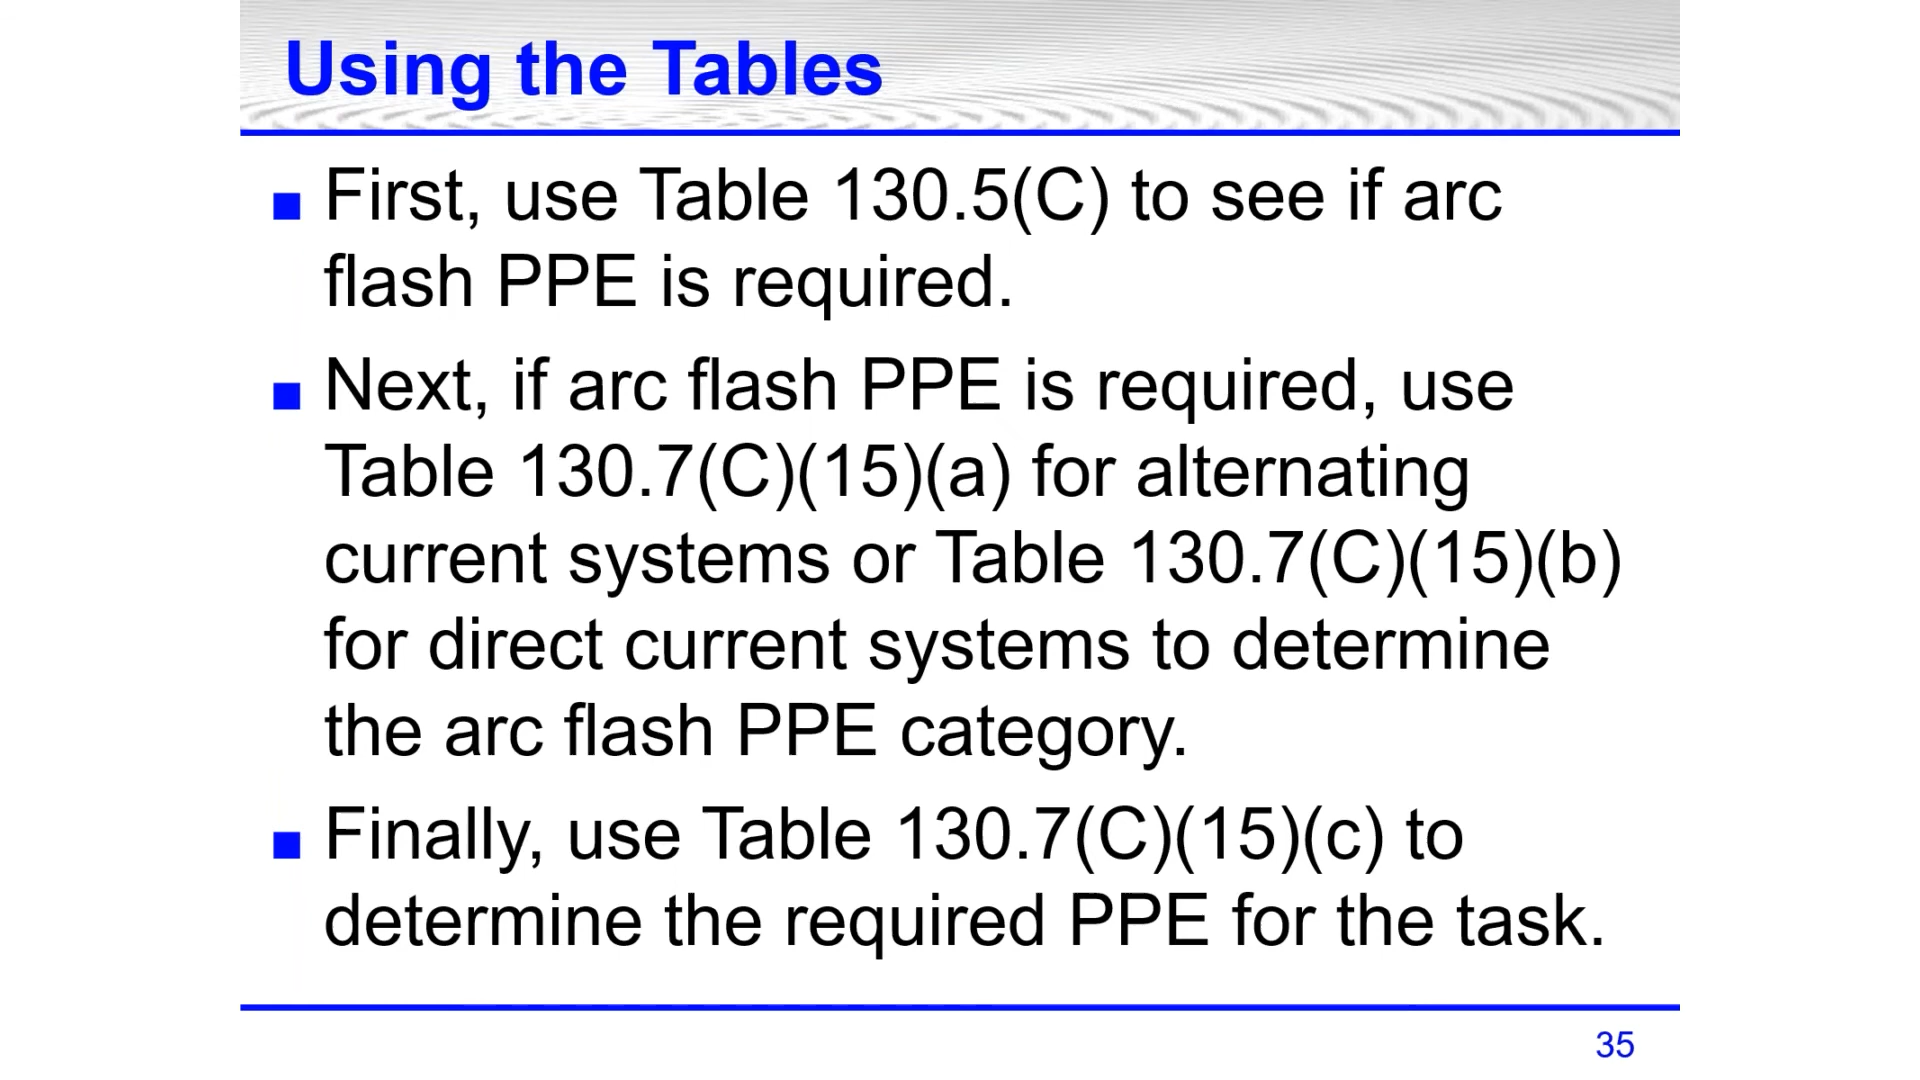 Using the Tables
First, use Table 130.5(C) to see if arc
flash PPE is required.
Next, if arc flash PPE is required, use
Table 130.7(C)(15)(a) for alternating
current systems or Table 130.7(C)(15)(b)
for direct current systems to determine
the arc flash PPE category.
Finally, use Table 130.7(C)(15)(c) to
determine the required PPE for the task.
35